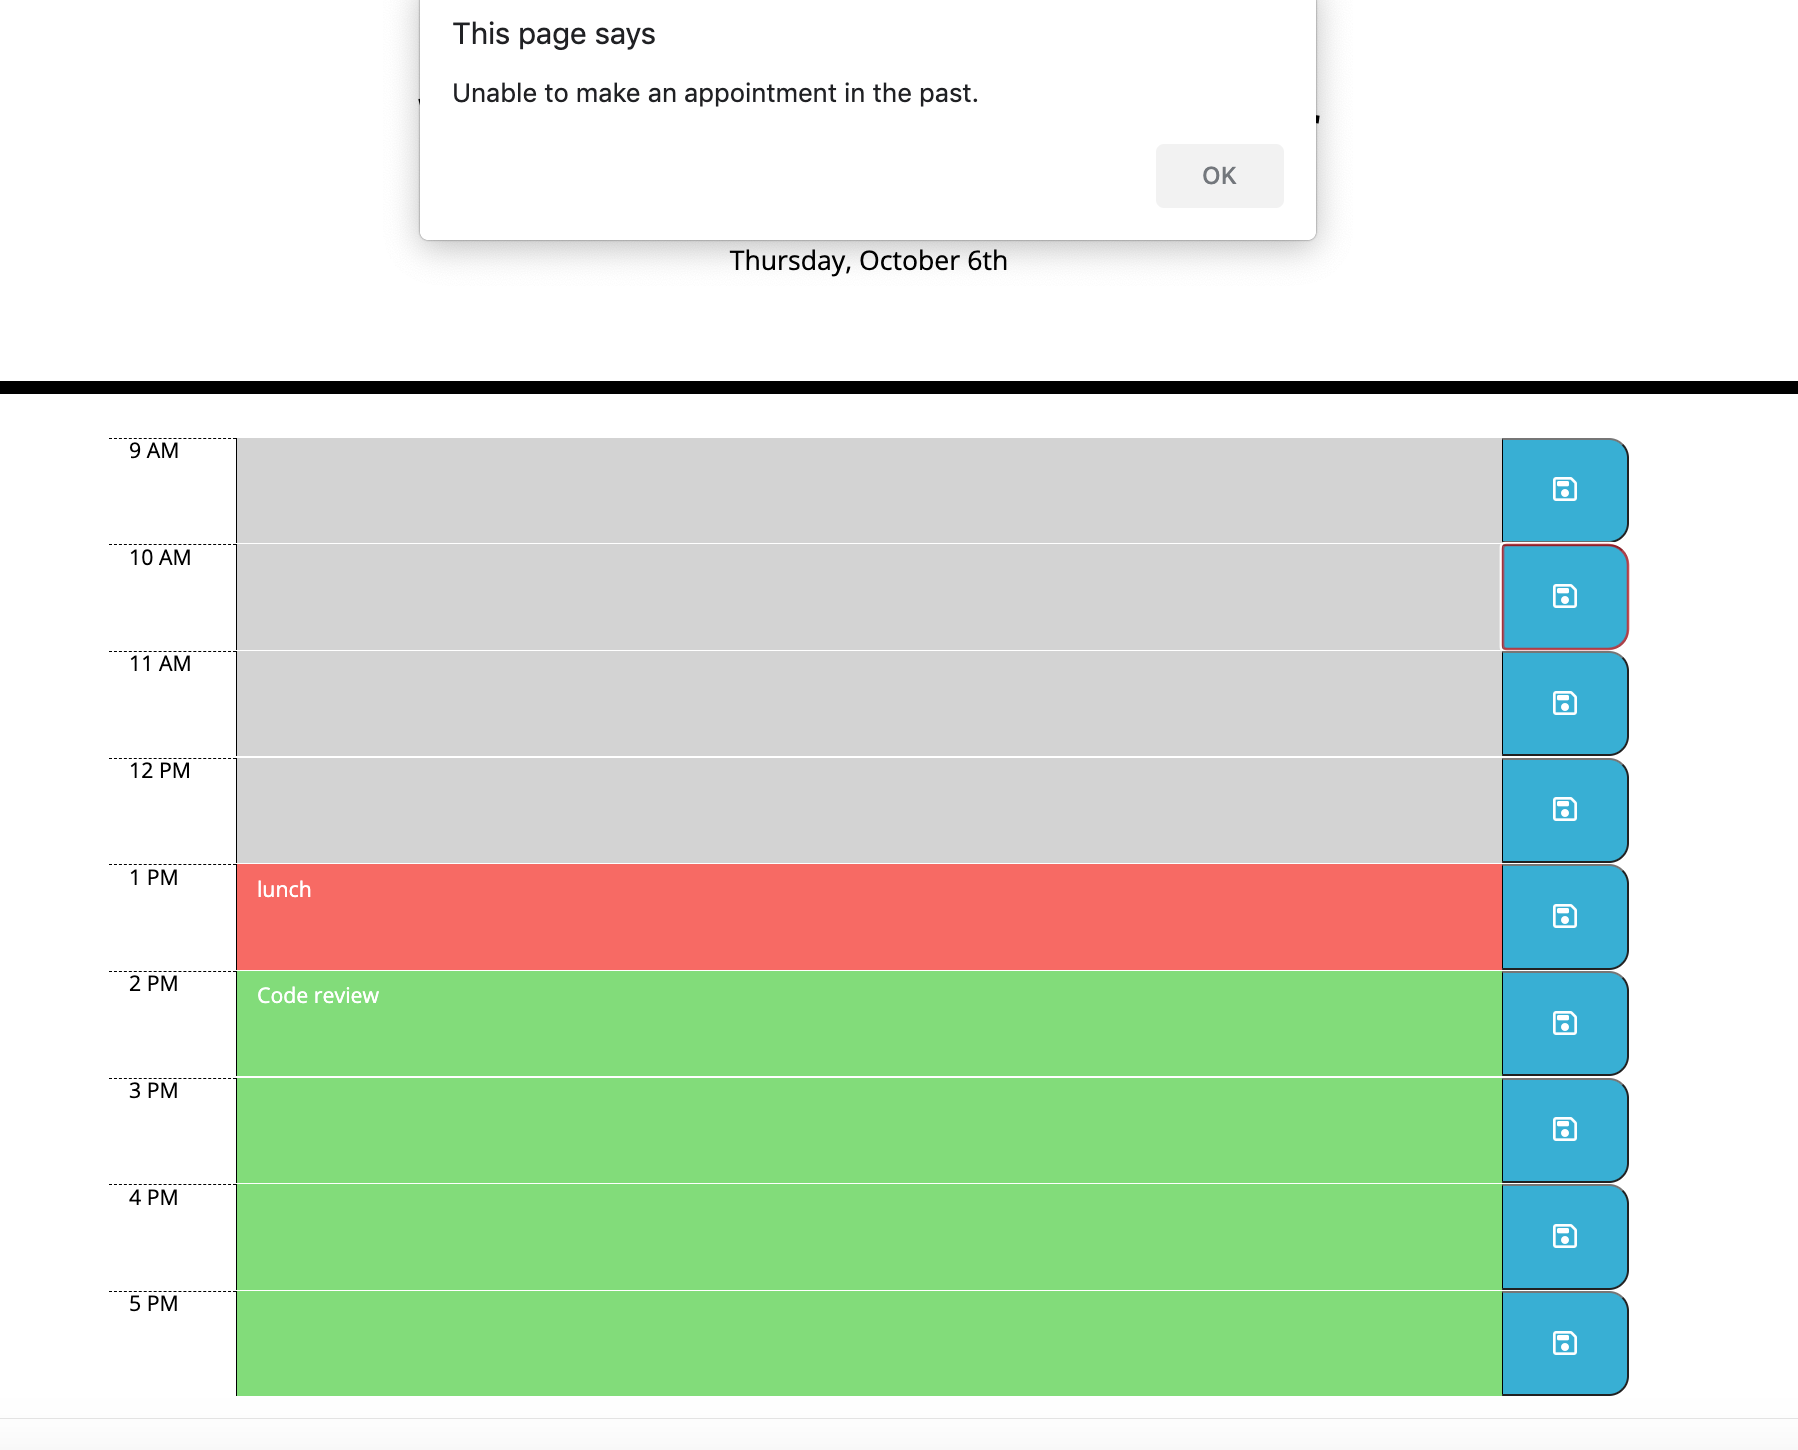 This page says
Unable to make an appointment in the past.
OK
Thursday, October 6th
9 AM
10 AM
11 AM
12 PM
1 PM
lunch
2 PM
Code review
3 PM
4 PM
5 PM